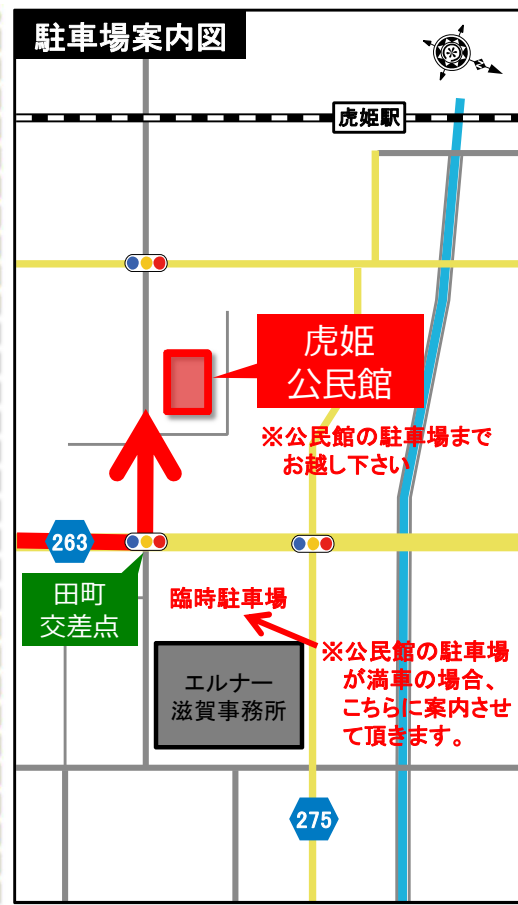 駐車場案内図
虎姫駅
虎姫
公民館
※公民館の駐車場まで
お越し下さい
263
田町
交差点
臨時駐車場
※公民館の駐車場
が満車の場合、
こちらに案内させ
て頂きます。
エルナー
滋賀事務所
275